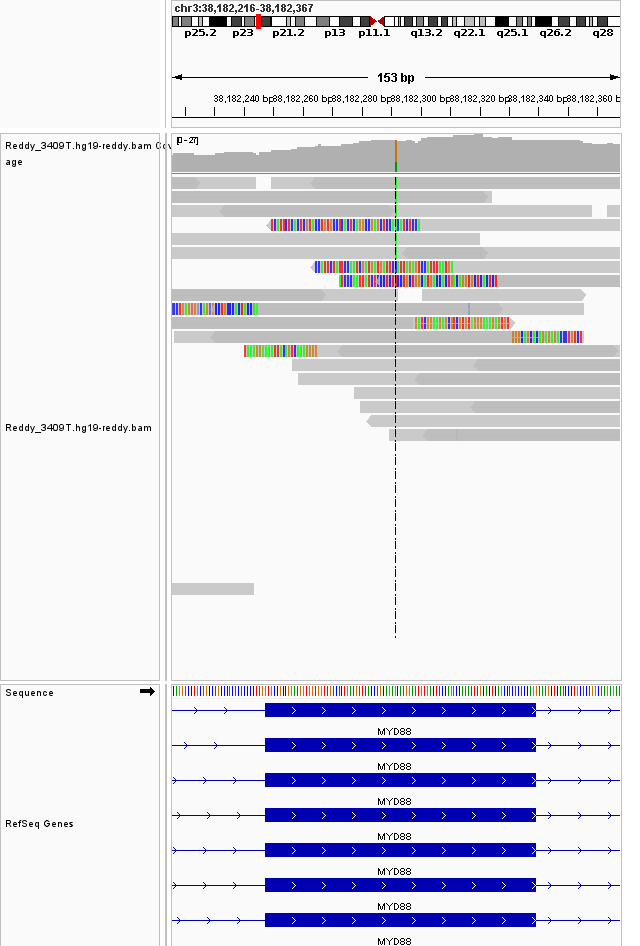 chr3:38,182,216-38,182,367
p25.2 p23 p21.2 p13 p11.1 q13.2 q22.1 q25.1 q26.2 q28
153 bp
38,182,240 bp 38,182,260 bp 38,182,280 bp 38,182,300 bp 38,182,320 bp 38,182,340 bp 38,182,360 b
Reddy_3409T.hg19-reddy.bam Cov
age
[0 - 27]
Reddy_3409T.hg19-reddy.bam
Sequence
MYD88
MYD88
MYD88
RefSeq Genes
MYD88
MYD88
MYD88
MYD88